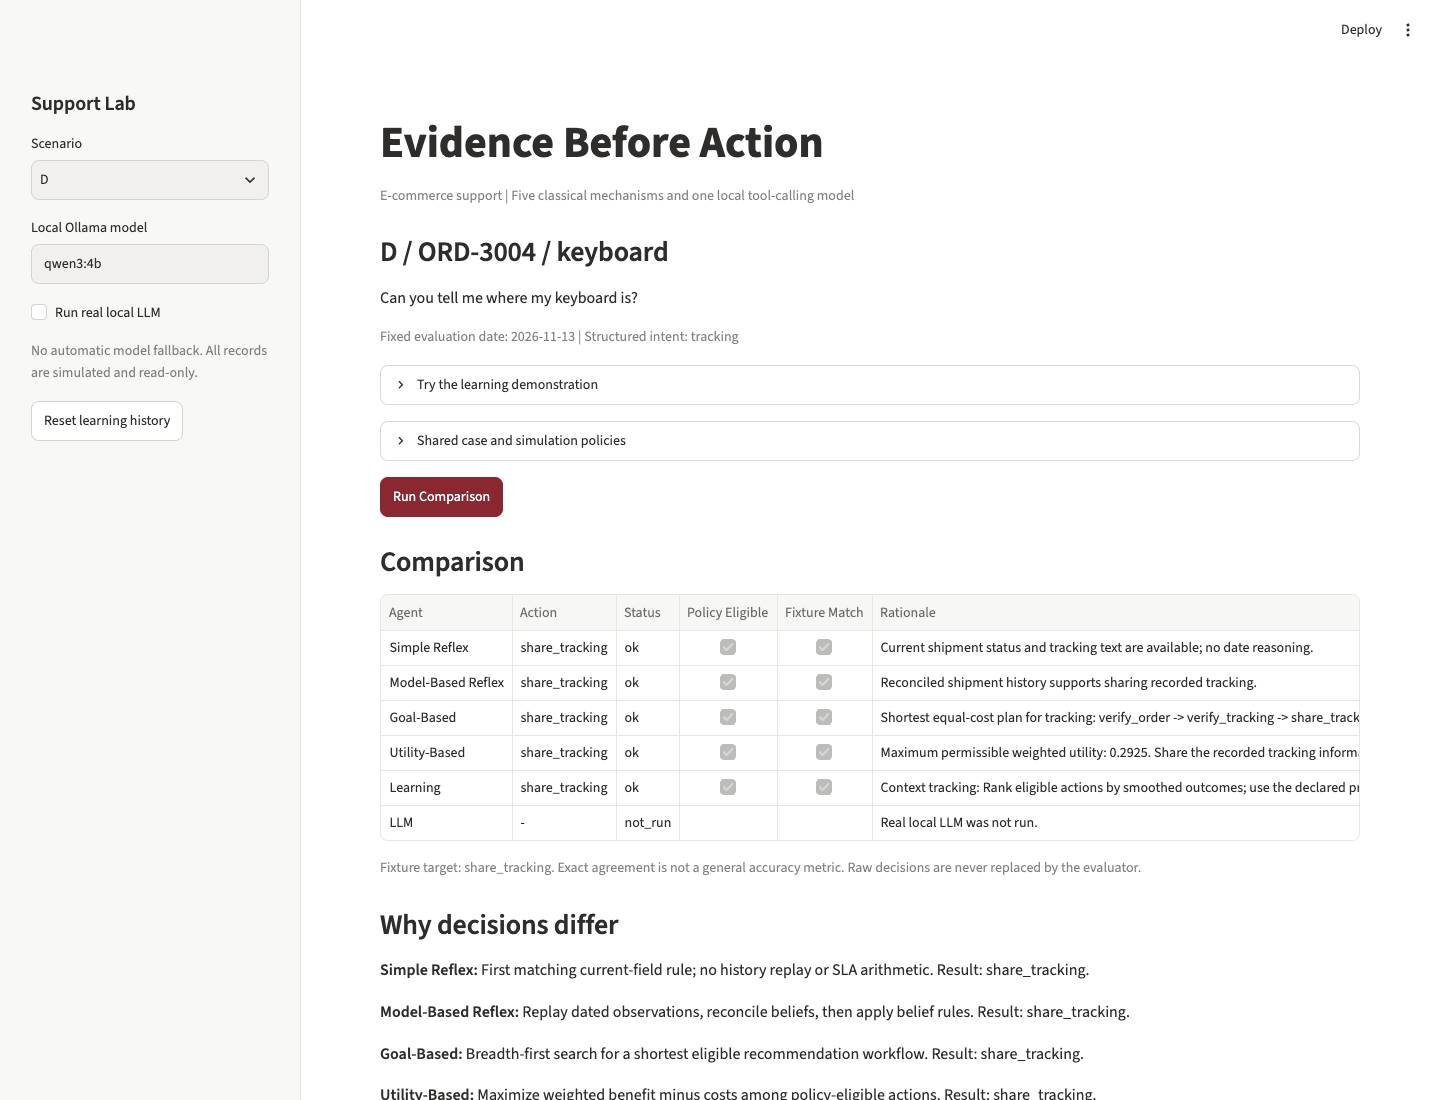 Deploy
Support Lab
Scenario
D
Local Ollama model
qwen3:4b
Run real local LLM
No automatic model fallback. All records
are simulated and read-only.
Reset learning history
Evidence Before Action
E-commerce support | Five classical mechanisms and one local tool-calling model
D / ORD-3004 / keyboard
Can you tell me where my keyboard is?
Fixed evaluation date: 2026-11-13 | Structured intent: tracking
Try the learning demonstration
Shared case and simulation policies
Run Comparison
Comparison
Agent Action Status Policy Eligible Fixture Match Rationale
Simple Reflex share_tracking ok Current shipment status and tracking text are available; no date reasoning.
Model-Based Reflex share_tracking ok Reconciled shipment history supports sharing recorded tracking.
Goal-Based share_tracking ok Shortest equal-cost plan for tracking: verify_order -> verify_tracking -> share_track
Utility-Based share_tracking ok Maximum permissible weighted utility: 0.2925. Share the recorded tracking inform
Learning share_tracking ok Context tracking: Rank eligible actions by smoothed outcomes; use the declared p
LLM - not_run Real local LLM was not run.
Fixture target: share_tracking. Exact agreement is not a general accuracy metric. Raw decisions are never replaced by the evaluator.
Why decisions differ
Simple Reflex: First matching current-field rule; no history replay or SLA arithmetic. Result: share_tracking.
Model-Based Reflex: Replay dated observations, reconcile beliefs, then apply belief rules. Result: share_tracking.
Goal-Based: Breadth-first search for a shortest eligible recommendation workflow. Result: share_tracking.
Utility-Based: Maximize weighted benefit minus costs among policy-eligible actions. Result: share_tracking.